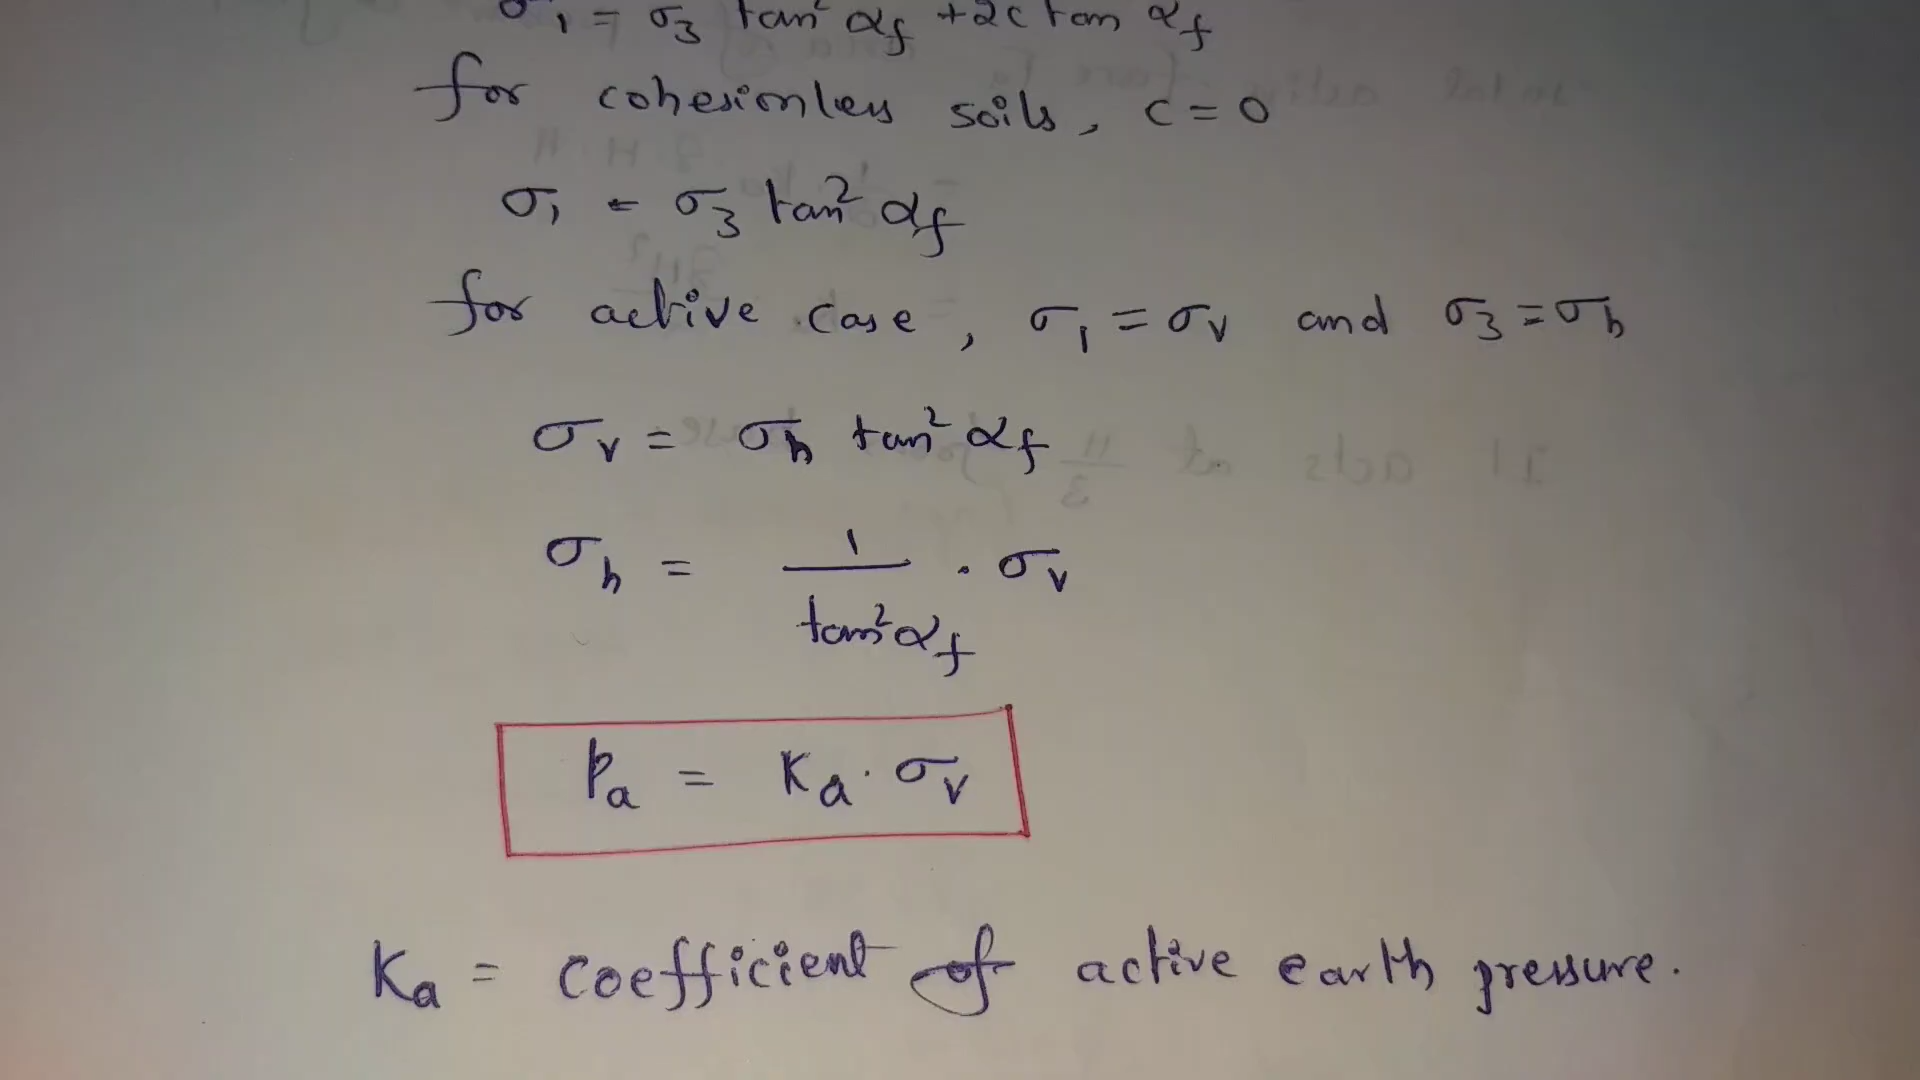 σ₁ = σ₃ tan² αf + 2c tan αf
for cohesionless soils, c = 0
σ₁ = σ₃ tan² αf
for active case, σ₁ = σv and σ₃ = σh
σv = σh tan² αf
σh = 1/tan² αf · σv
Pa = Ka · σv
Ka = coefficient of active earth pressure.